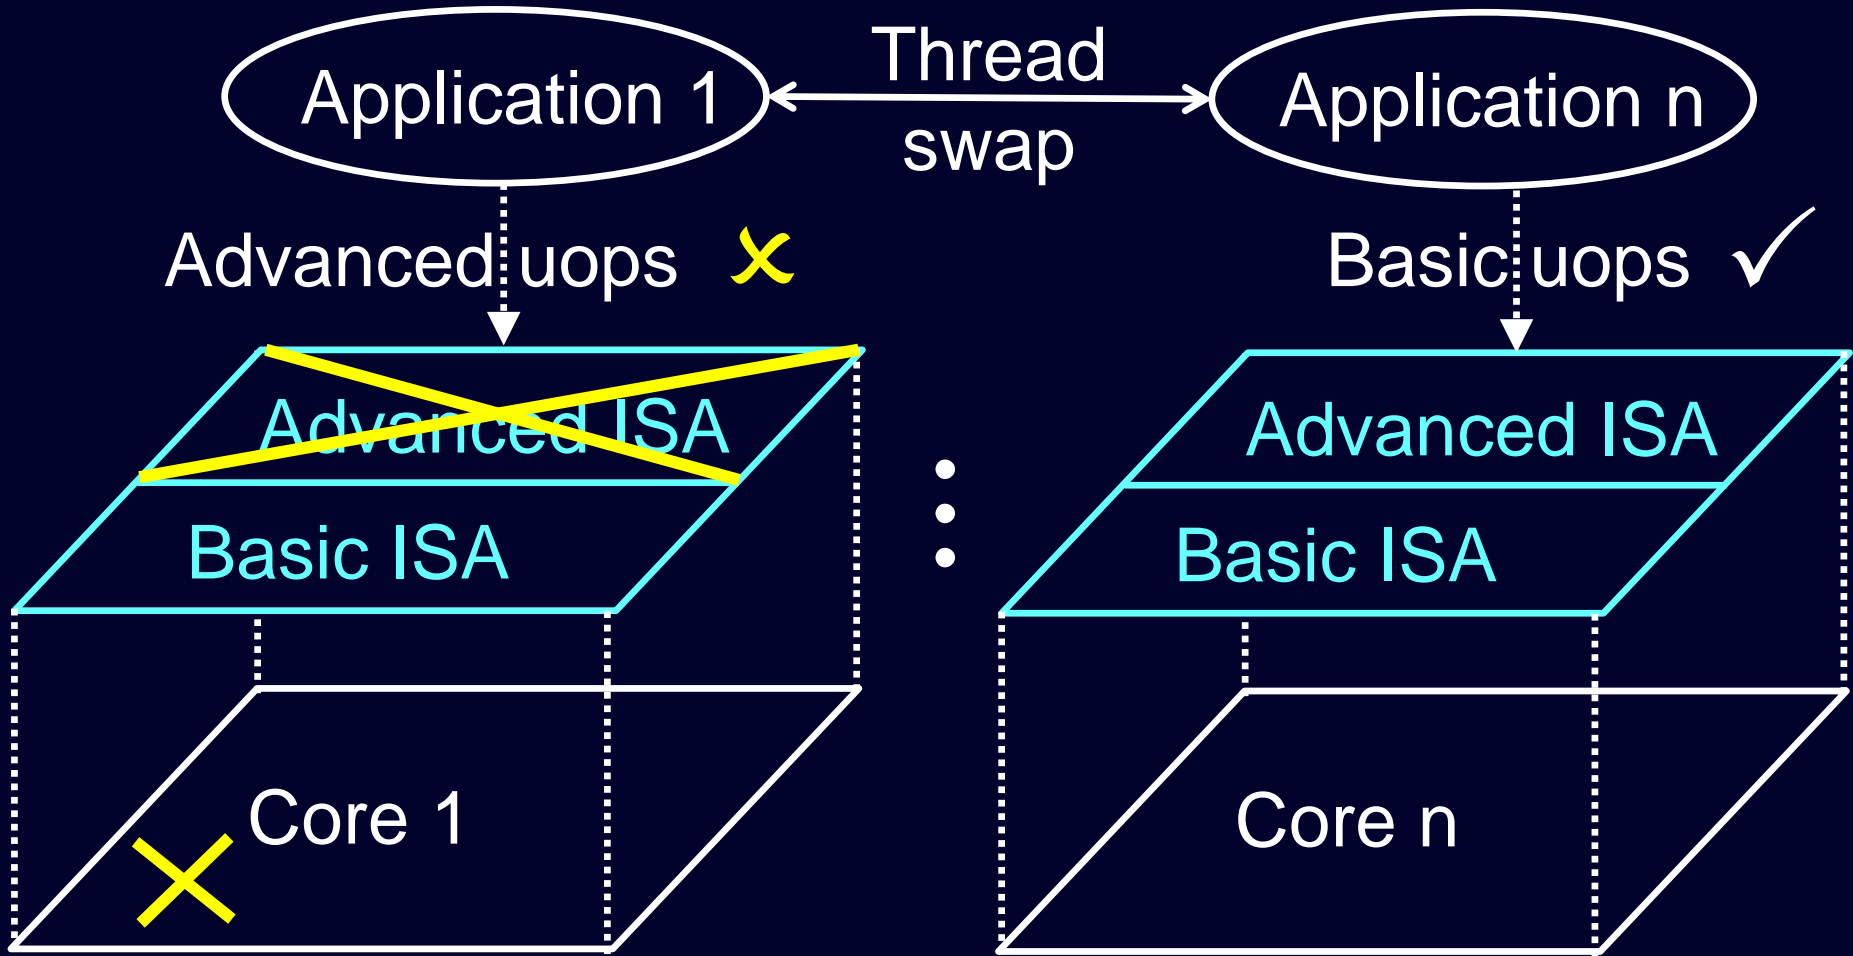 Application 1
Thread
swap
Application n
Advanced uops
Basic uops
Advanced ISA
Basic ISA
Advanced ISA
Basic ISA
Core 1
Core n